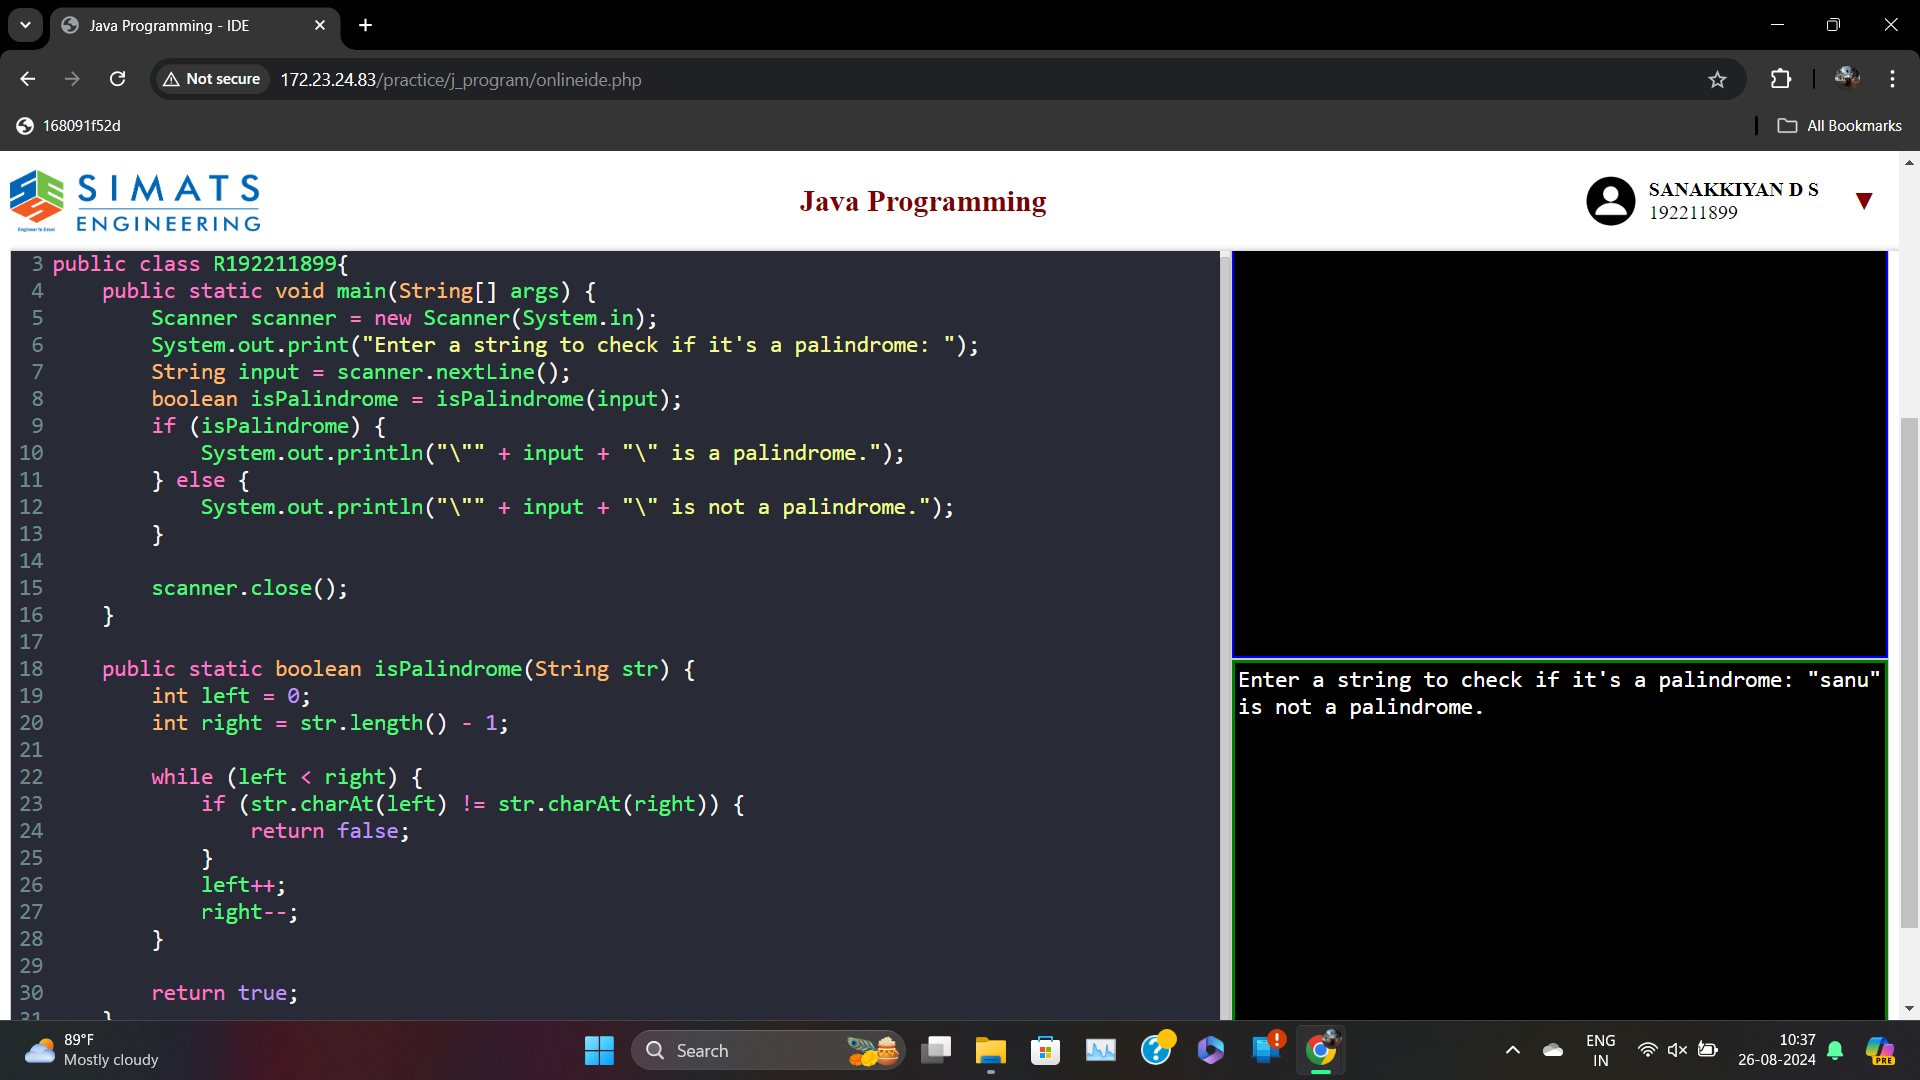 Java Programming - IDE
Not secure 172.23.24.83/practice/j_program/onlineide.php
168091f52d
All Bookmarks
SIMATS
ENGINEERING
Engineer to Excel
Java Programming
SANAKKIYAN D S
192211899
3 public class R192211899{
4     public static void main(String[] args) {
5         Scanner scanner = new Scanner(System.in);
6         System.out.print("Enter a string to check if it's a palindrome: ");
7         String input = scanner.nextLine();
8         boolean isPalindrome = isPalindrome(input);
9         if (isPalindrome) {
10             System.out.println("\"" + input + "\" is a palindrome.");
11         } else {
12             System.out.println("\"" + input + "\" is not a palindrome.");
13         }
14
15         scanner.close();
16     }
17
18     public static boolean isPalindrome(String str) {
19         int left = 0;
20         int right = str.length() - 1;
21
22         while (left < right) {
23             if (str.charAt(left) != str.charAt(right)) {
24                 return false;
25             }
26             left++;
27             right--;
28         }
29
30         return true;
31     }
Enter a string to check if it's a palindrome: "sanu"
is not a palindrome.
89°F
Mostly cloudy
Search
ENG
IN
10:37
26-08-2024
PRE